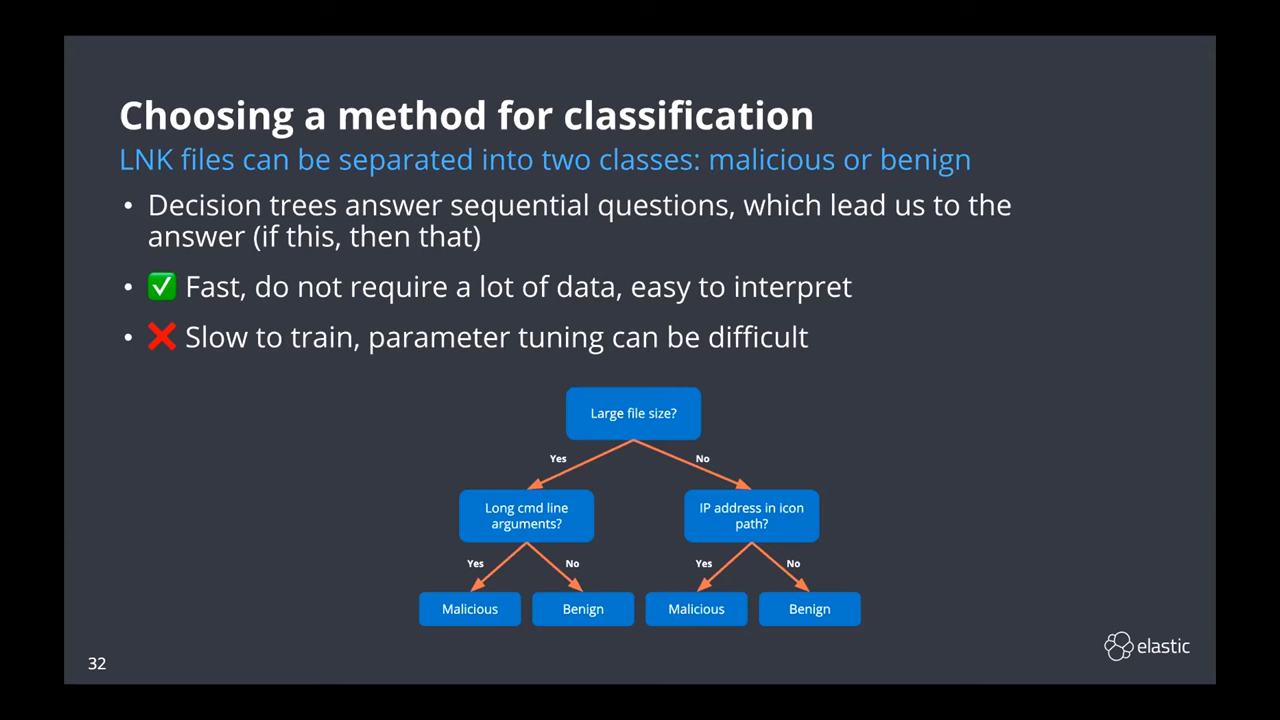 Choosing a method for classification
LNK files can be separated into two classes: malicious or benign
• Decision trees answer sequential questions, which lead us to the
answer (if this, then that)
• ✅ Fast, do not require a lot of data, easy to interpret
• ❌ Slow to train, parameter tuning can be difficult
Large file size?
Yes
No
Long cmd line
arguments?
IP address in icon
path?
Yes
No
Yes
No
Malicious
Benign
Malicious
Benign
elastic
32